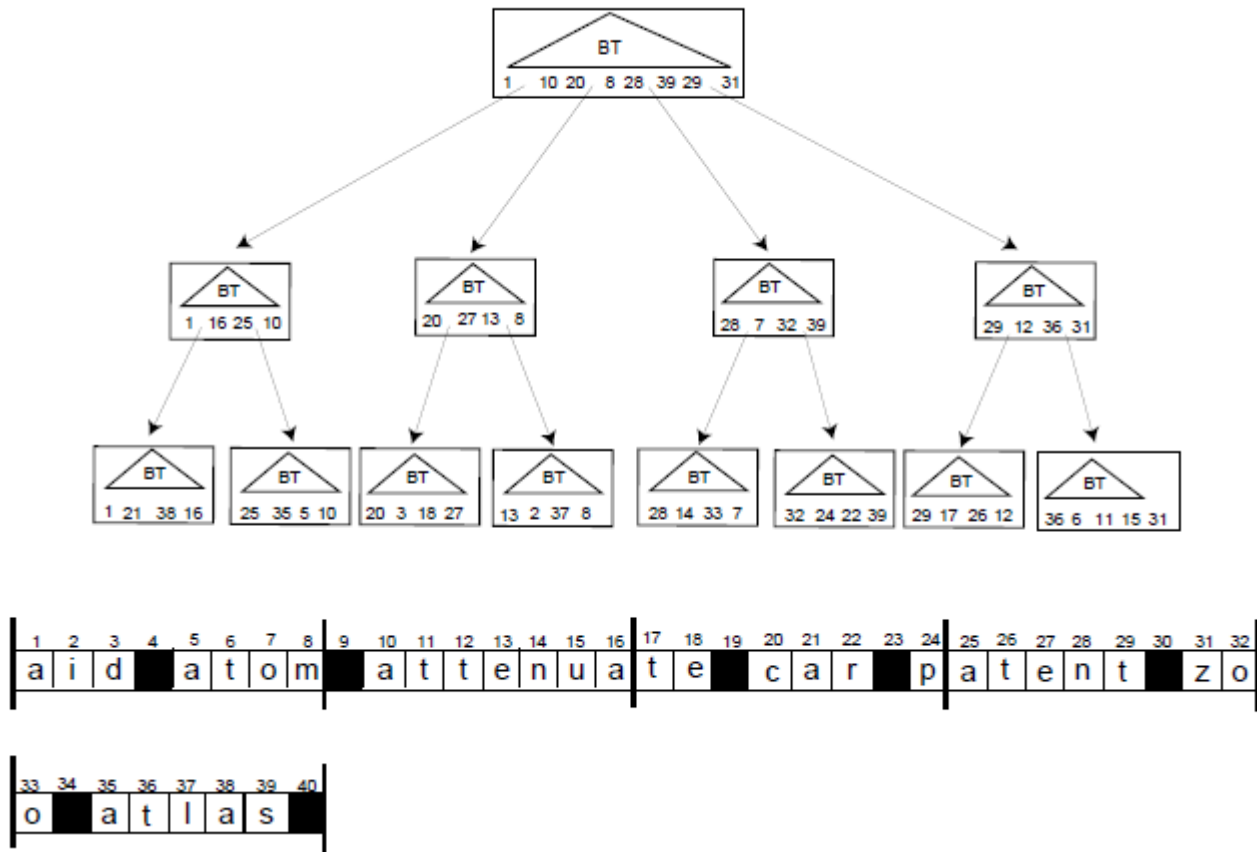 BT
1 10 20 8 28 39 29 31
BT BT BT BT
1 16 25 10 20 27 13 8 28 7 32 39 29 12 36 31
BT BT BT BT BT BT BT BT
1 21 38 16 25 35 5 10 20 3 18 27 13 2 37 8 28 14 33 7 32 24 22 39 29 17 26 12 36 6 11 15 31
1 2 3 4 5 6 7 8 9 10 11 12 13 14 15 16 17 18 19 20 21 22 23 24 25 26 27 28 29 30 31 32
a i d a t o m a t t e n u a t e c a r p a t e n t z o
33 34 35 36 37 38 39 40
o a t l a s